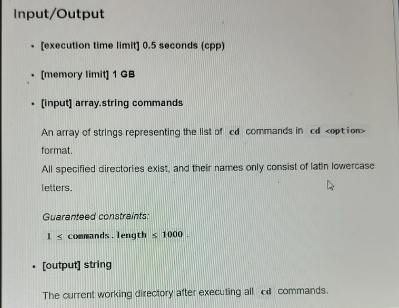 Input/Output
• [execution time limit] 0.5 seconds (cpp)
• [memory limit] 1 GB
• [input] array.string commands
An array of strings representing the list of cd commands in cd <option>
format.
All specified directories exist, and their names only consist of latin lowercase
letters.
Guaranteed constraints:
1 ≤ commands.length ≤ 1000 .
• [output] string
The current working directory after executing all cd commands.